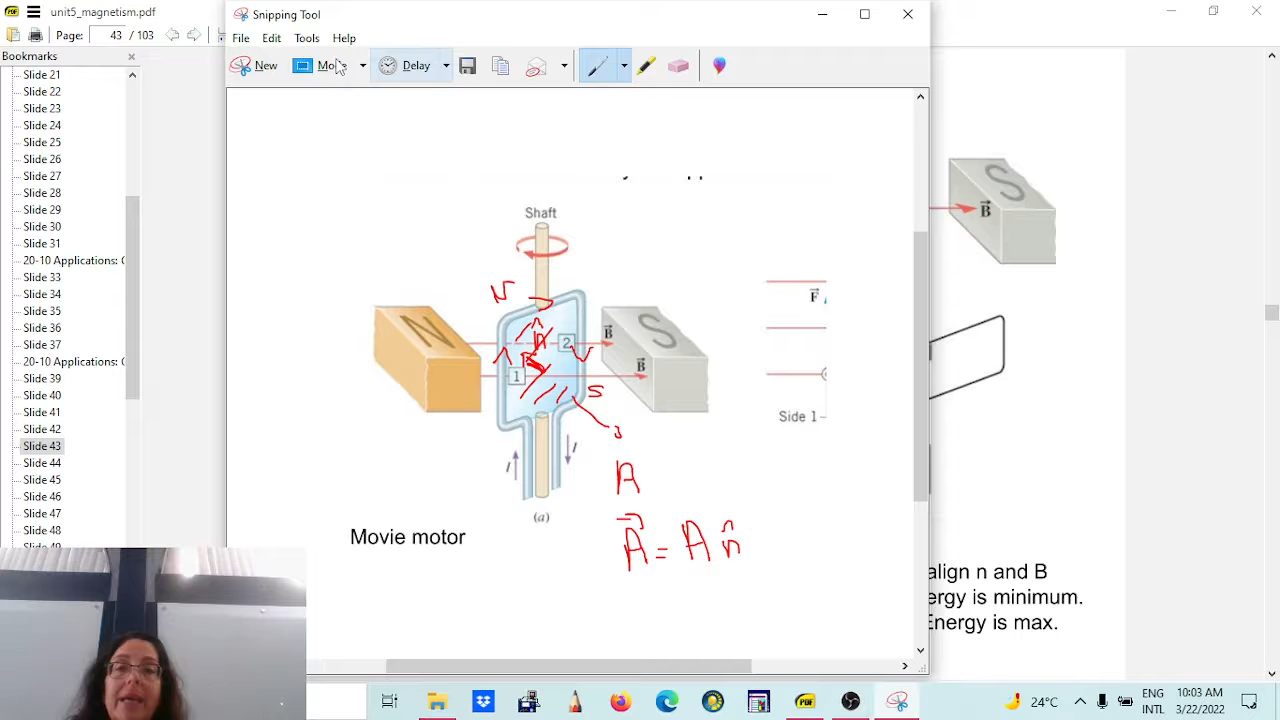 unit5_magnetism.pdf
Snipping Tool
File Edit Tools Help
Page: 43 / 103
New
Delay
Bookmarks
Slide 21
Slide 22
Slide 23
Slide 24
Slide 25
Slide 26
Slide 27
Slide 28
Slide 29
Slide 30
Slide 31
20-10 Applications:
Slide 33
Slide 34
Slide 35
Slide 36
Slide 37
20-10 Applications:
Slide 39
Slide 40
Slide 41
Slide 42
Slide 43
Slide 44
Slide 45
Slide 46
Slide 47
Slide 48
Shaft
N
N
n̂
2
B⃗
S
S
B⃗
1
S
B⃗
F⃗
Side 1
I
I
A
(a)
A⃗ = A n̂
Movie motor
align n and B
ergy is minimum.
Energy is max.
24°C
ENG
INTL
10:03 AM
3/22/2022